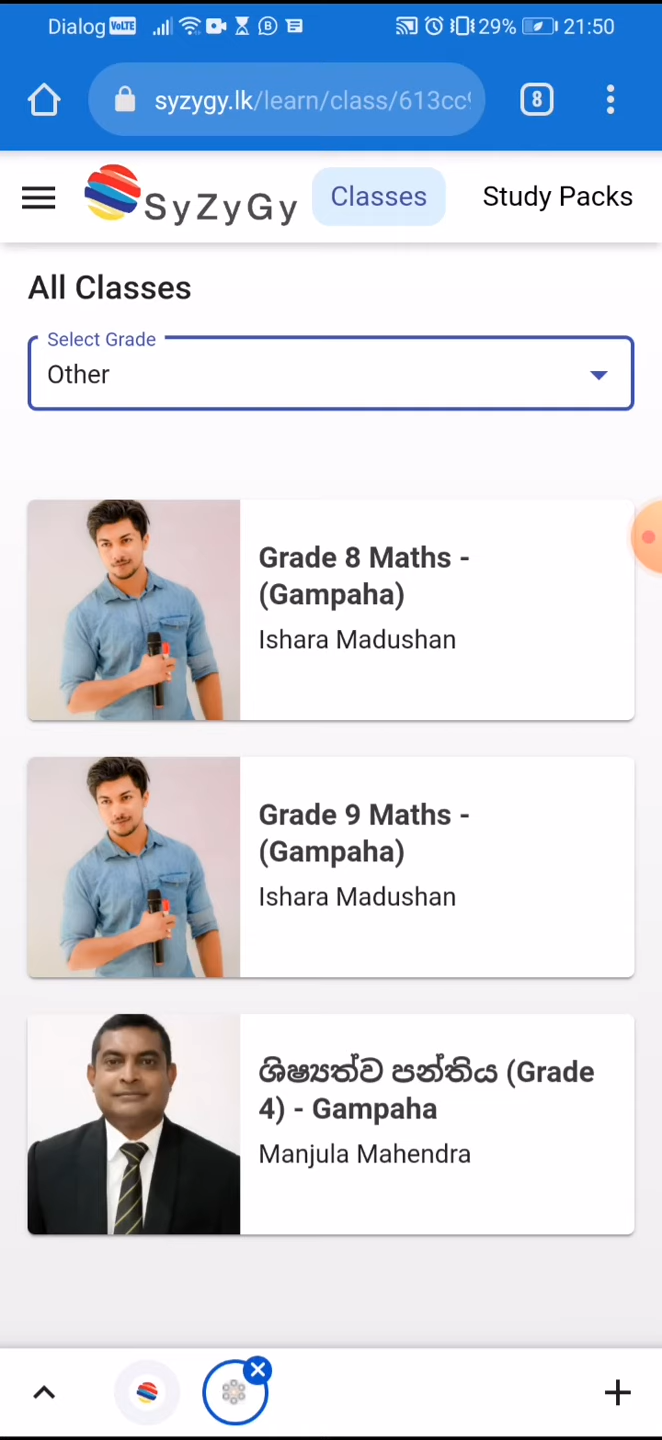 Dialog VoLTE 29% 21:50
syzygy.lk/learn/class/613cc
8
SyZyGy Classes Study Packs
All Classes
Select Grade
Other
Grade 8 Maths -
(Gampaha)
Ishara Madushan
Grade 9 Maths -
(Gampaha)
Ishara Madushan
ශිෂ්‍යත්ව පන්තිය (Grade
4) - Gampaha
Manjula Mahendra